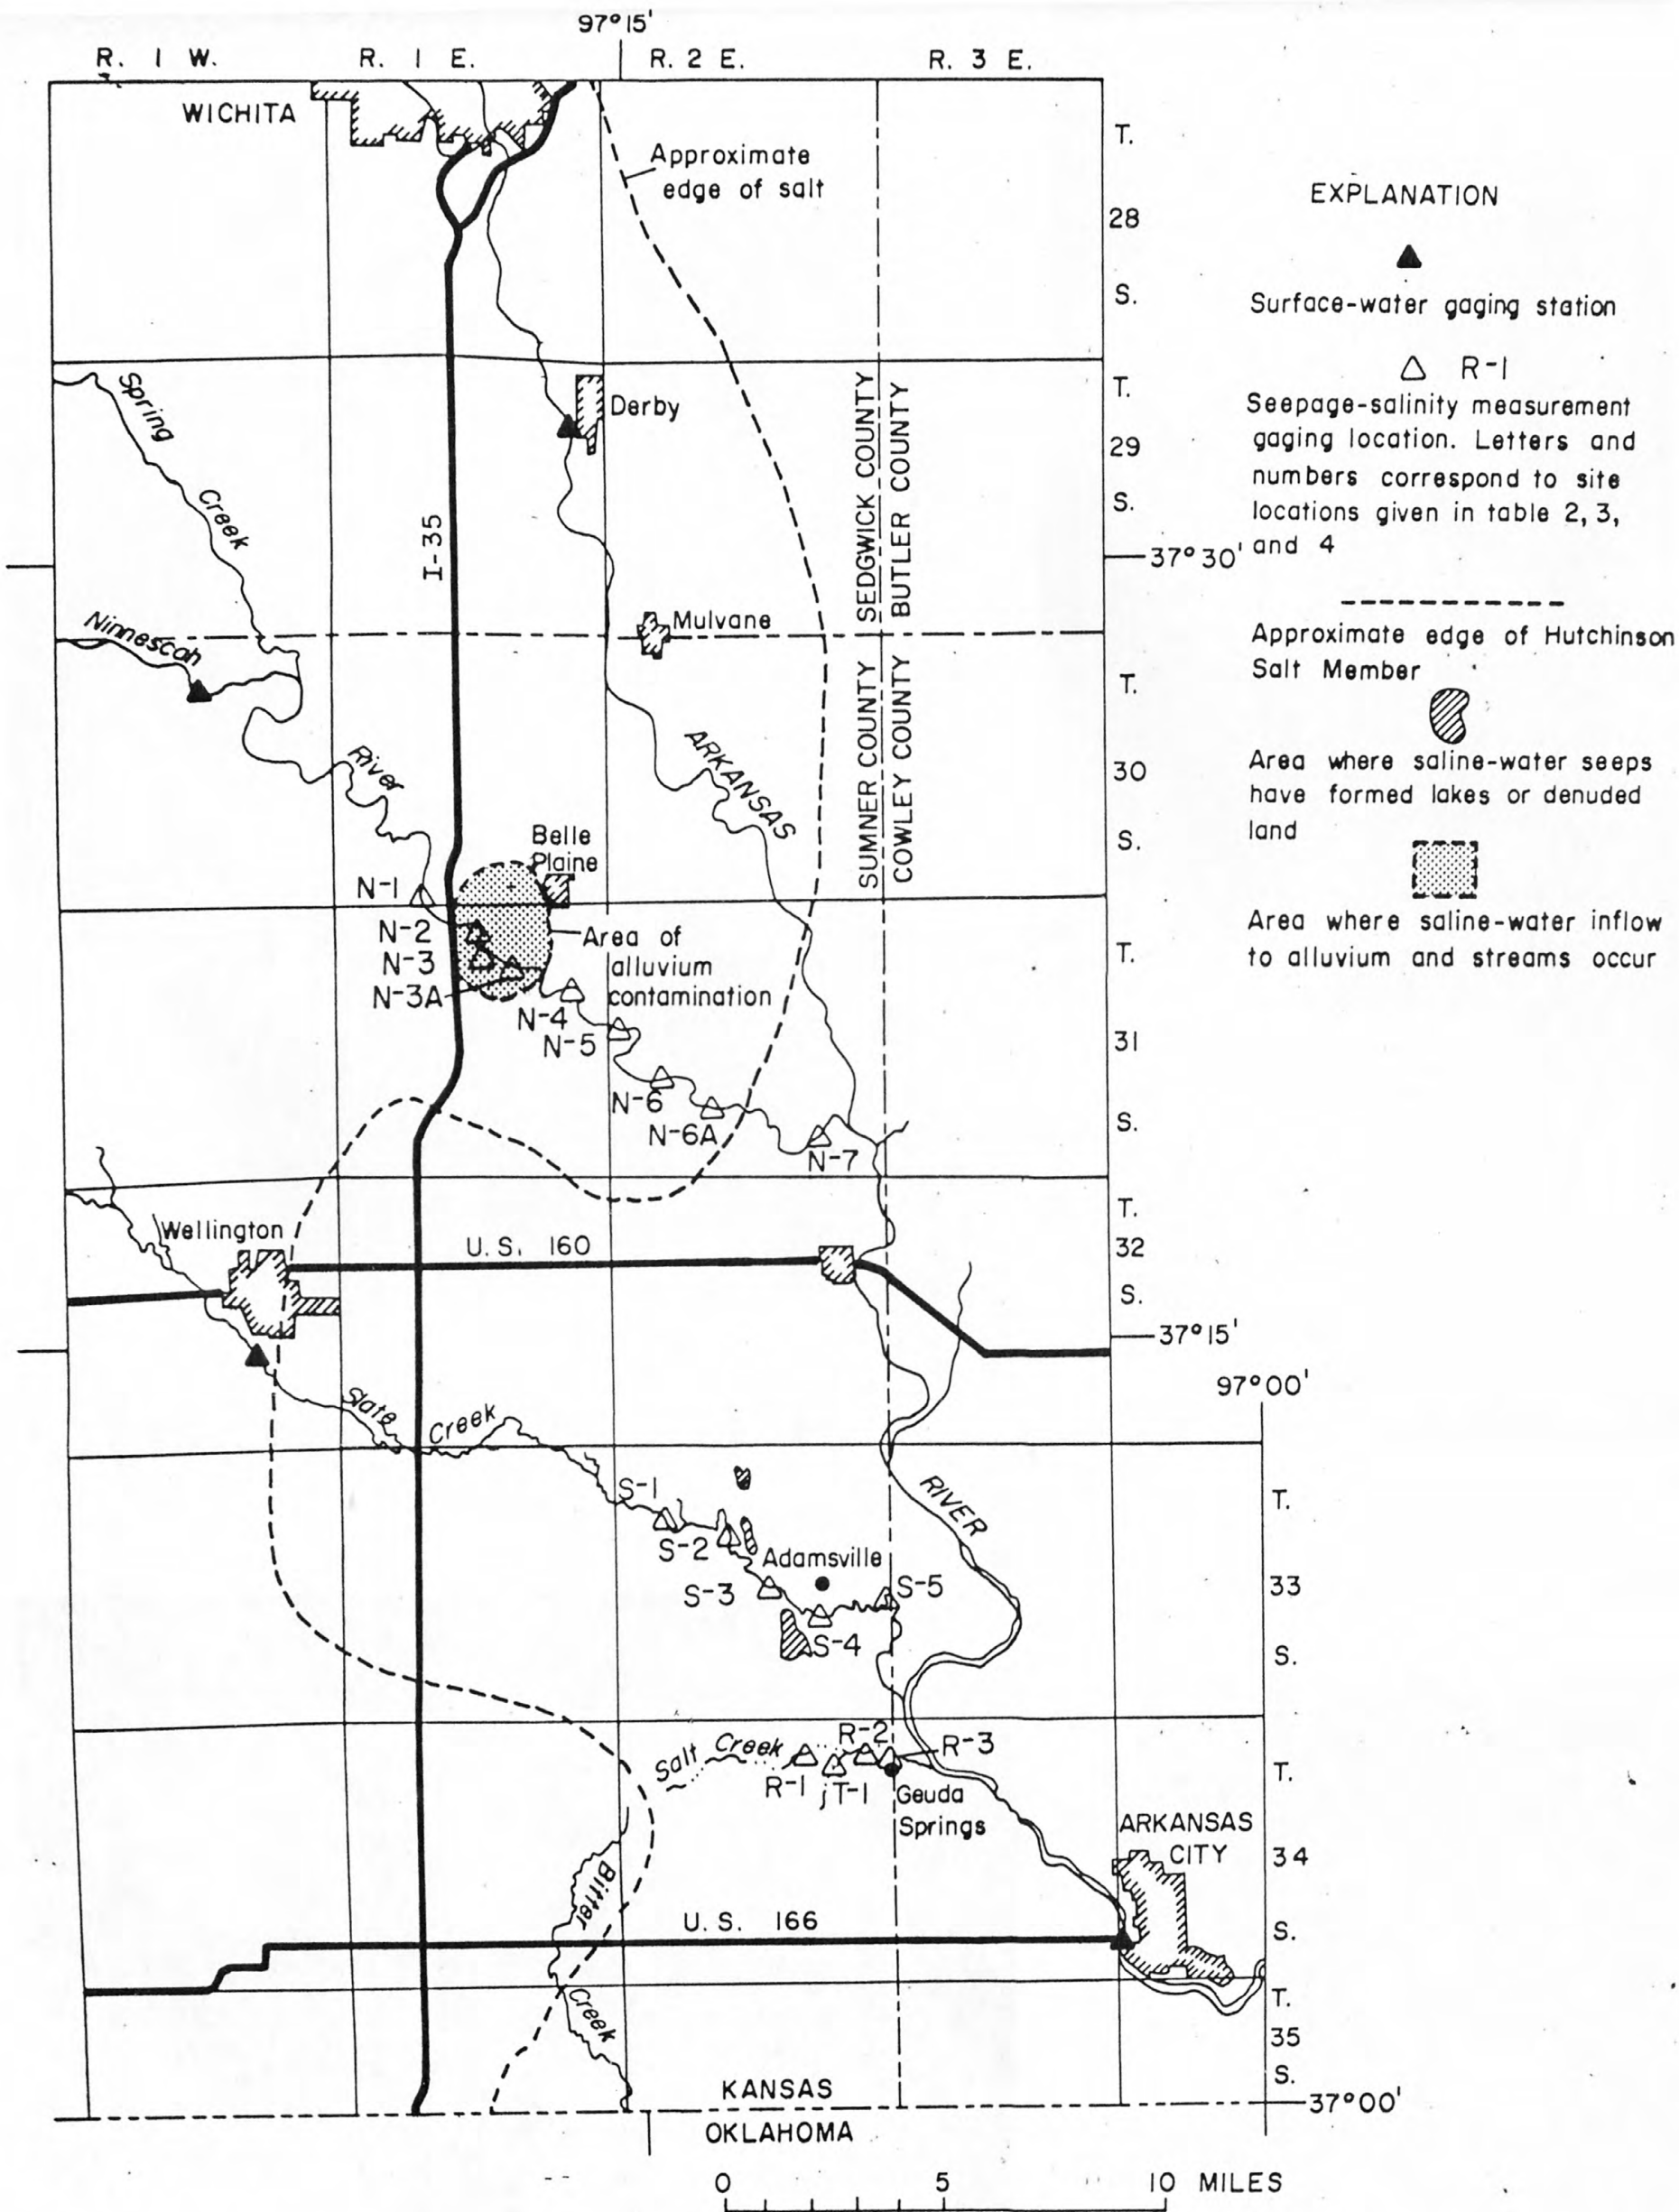 97°15'
R. 1 W.
R. 1 E.
R. 2 E.
R. 3 E.
WICHITA
Approximate
edge of salt
T.
28
S.
EXPLANATION
Surface-water gaging station
R-1
Seepage-salinity measurement
gaging location. Letters and
numbers correspond to site
locations given in table 2, 3,
and 4
Approximate edge of Hutchinson
Salt Member
Area where saline-water seeps
have formed lakes or denuded
land
Area where saline-water inflow
to alluvium and streams occur
Spring
Creek
Derby
SEDGWICK COUNTY
BUTLER COUNTY
T.
29
S.
I-35
37°30'
Ninnescah
River
Mulvane
SUMNER COUNTY
COWLEY COUNTY
ARKANSAS
T.
30
S.
Belle
Plaine
N-1
N-2
N-3
N-3A
Area of
alluvium
contamination
N-4
N-5
N-6
N-6A
N-7
T.
31
S.
Wellington
U.S. 160
T.
32
S.
37°15'
97°00'
Slate
Creek
S-1
S-2
Adamsville
S-3
S-5
S-4
RIVER
T.
33
S.
Salt Creek
R-2
R-3
R-1
T-1
Geuda
Springs
T.
34
S.
ARKANSAS
CITY
Bitter
Creek
U. S. 166
T.
35
S.
KANSAS
OKLAHOMA
37°00'
0 5 10 MILES